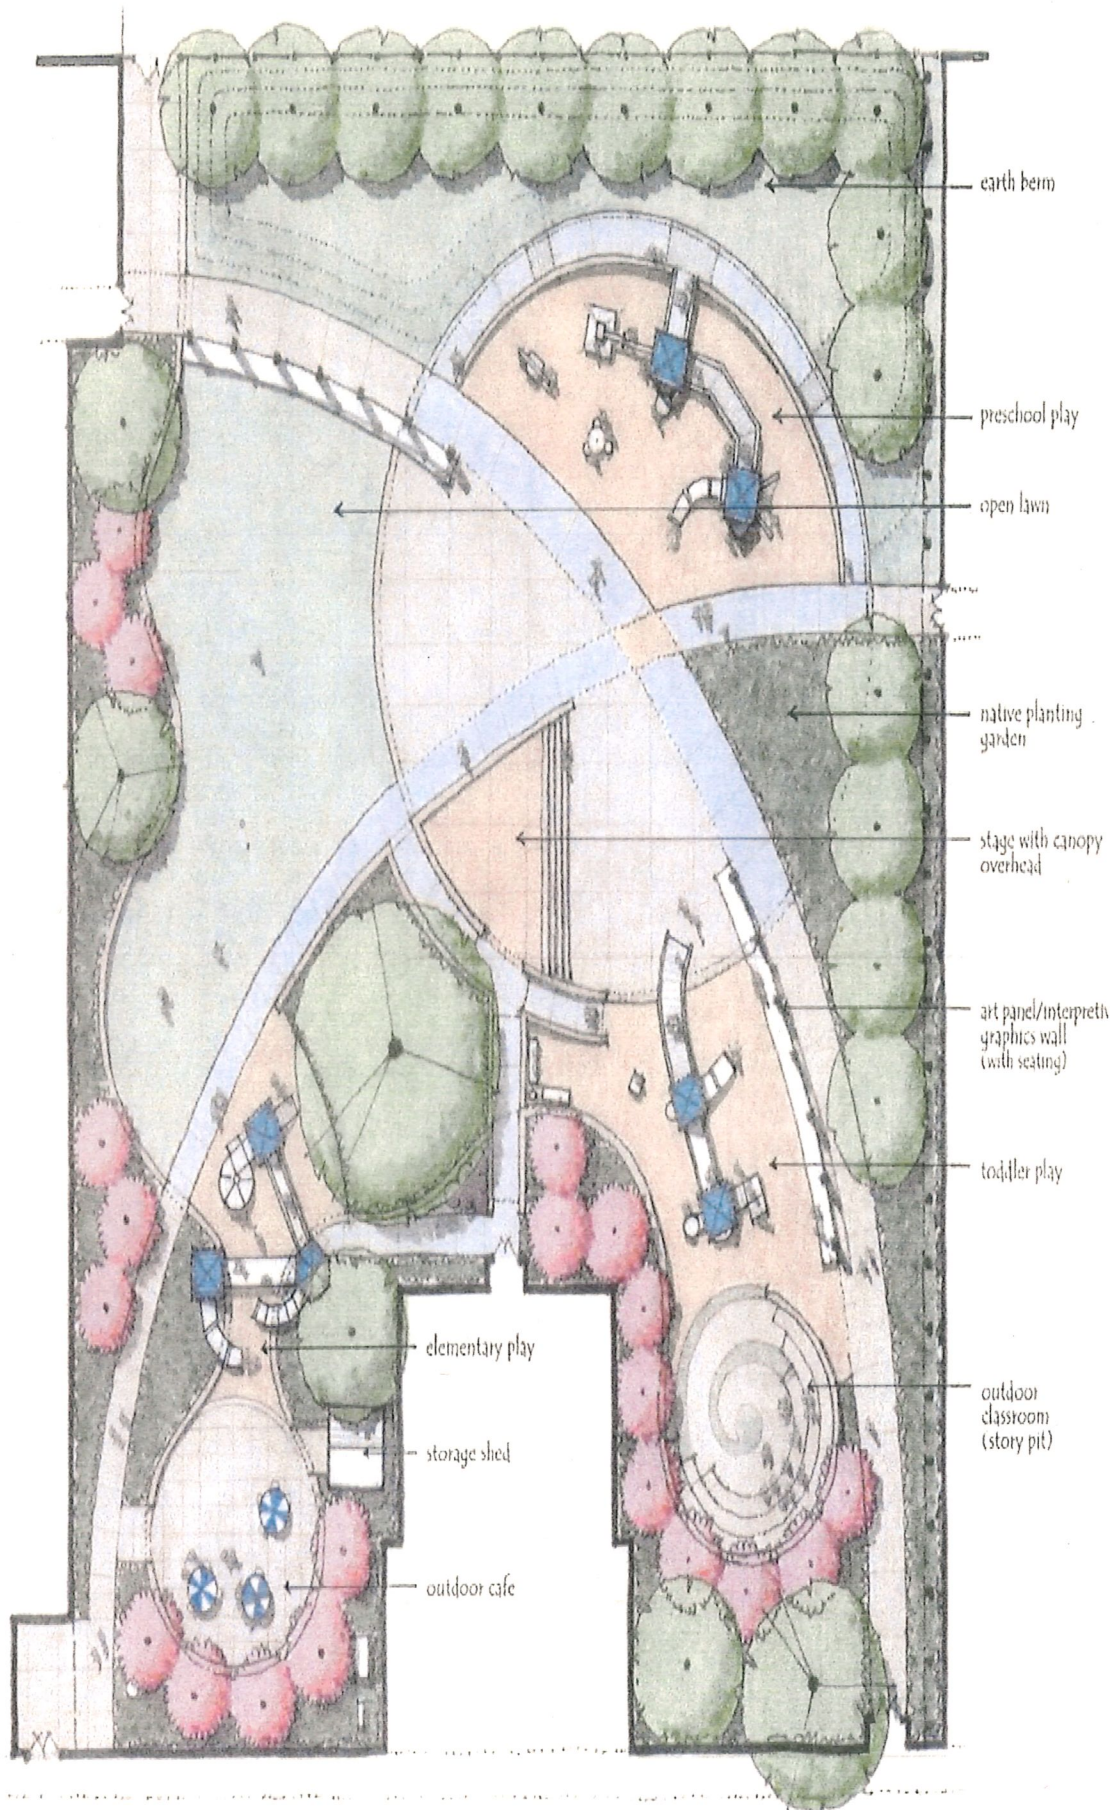 earth berm
preschool play
open lawn
native planting
garden
stage with canopy
overhead
art panel/interpretiv
graphics wall
(with seating)
toddler play
elementary play
outdoor
classroom
(story pit)
storage shed
outdoor cafe